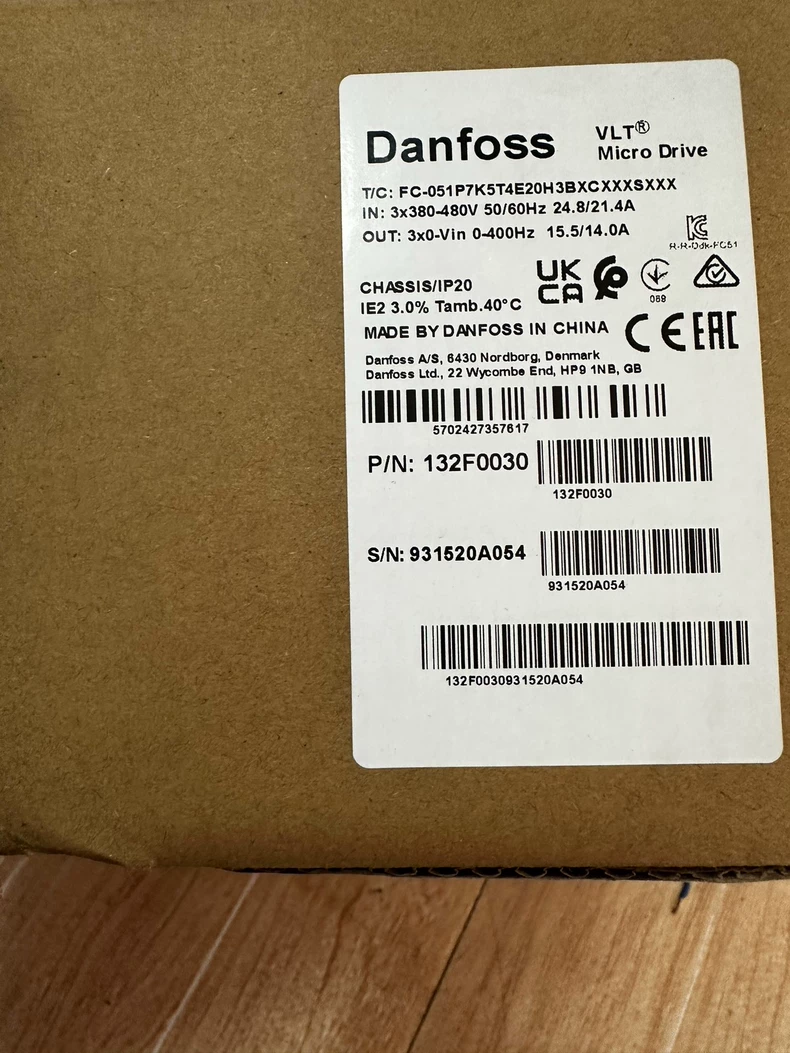 Danfoss
VLT®
Micro Drive
T/C: FC-051P7K5T4E20H3BXCXXXSXXX
IN: 3x380-480V 50/60Hz 24.8/21.4A
OUT: 3x0-Vin 0-400Hz 15.5/14.0A
R-R-Ddk-FC51
CHASSIS/IP20
IE2 3.0% Tamb.40°C
UK
CA
089
MADE BY DANFOSS IN CHINA
CE EAC
Danfoss A/S, 6430 Nordborg, Denmark
Danfoss Ltd., 22 Wycombe End, HP9 1NB, GB
5702427357617
P/N: 132F0030
132F0030
S/N: 931520A054
931520A054
132F0030931520A054